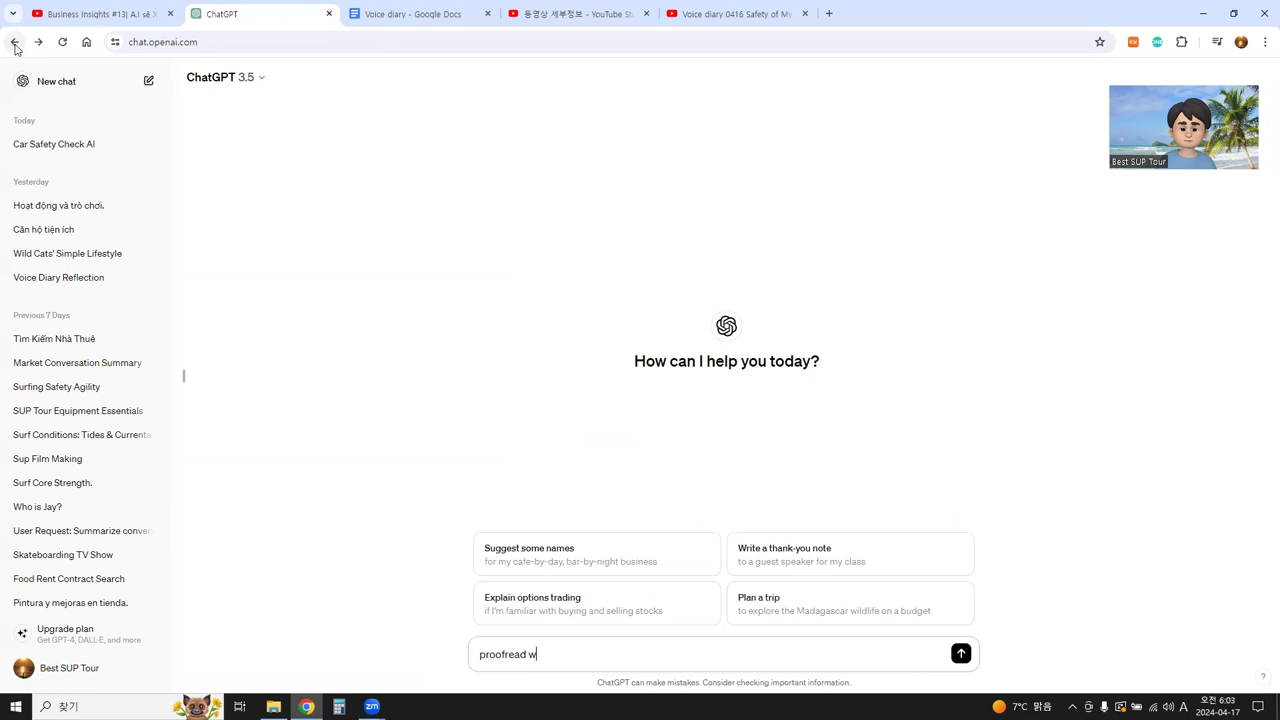 Business Insights #13| A.I sẽ X
ChatGPT
Voice diary - Google Docs
동영상 세부정보 - YouTube Stu
Voice diary 0416 Safety of My
chat.openai.com
New chat
ChatGPT 3.5
Today
Car Safety Check AI
Yesterday
Hoạt động và trò chơi.
Căn hộ tiện ích
Wild Cats' Simple Lifestyle
Voice Diary Reflection
Previous 7 Days
Tìm Kiếm Nhà Thuê
Market Conversation Summary
Surfing Safety Agility
SUP Tour Equipment Essentials
Surf Conditions: Tides & Currents
Sup Film Making
Surf Core Strength.
Who is Jay?
User Request: Summarize conver
Skateboarding TV Show
Food Rent Contract Search
Pintura y mejoras en tienda.
Upgrade plan
Get GPT-4, DALL·E, and more
Best SUP Tour
Best SUP Tour
How can I help you today?
Suggest some names
for my cafe-by-day, bar-by-night business
Write a thank-you note
to a guest speaker for my class
Explain options trading
if I'm familiar with buying and selling stocks
Plan a trip
to explore the Madagascar wildlife on a budget
proofread w
ChatGPT can make mistakes. Consider checking important information.
?
찾기
zm
7°C 맑음
A
오전 6:03
2024-04-17